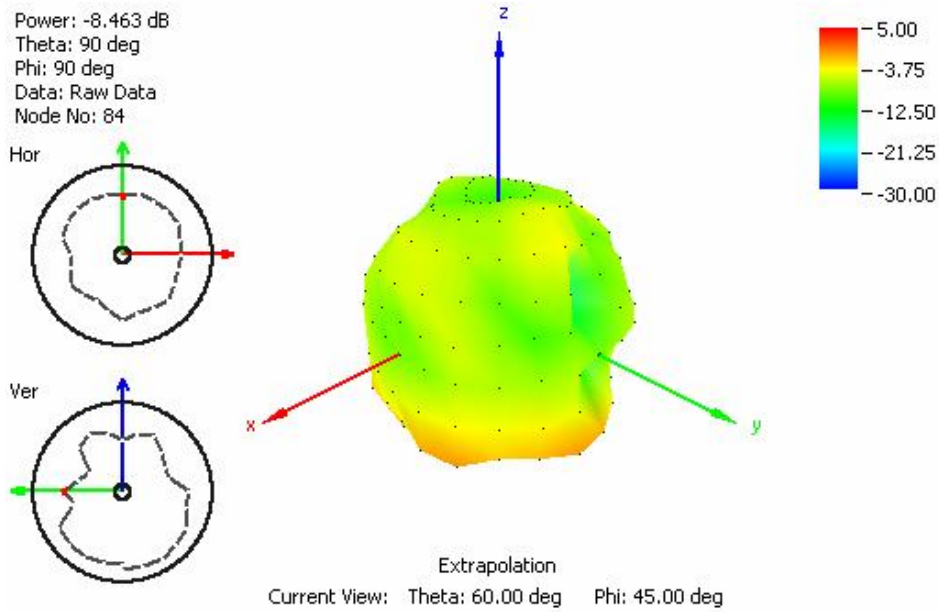 Power: -8.463 dB
Theta: 90 deg
Phi: 90 deg
Data: Raw Data
Node No: 84
Hor
Ver
z
x
y
5.00
-3.75
-12.50
-21.25
-30.00
Extrapolation
Current View: Theta: 60.00 deg Phi: 45.00 deg